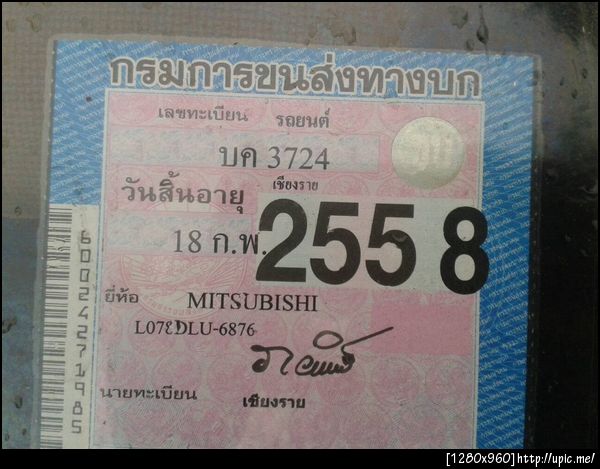 กรมการขนส่งทางบก
เลขทะเบียน รถยนต์
บค 3724
เชียงราย
วันสิ้นอายุ
18 ก.พ. 2558
ยี่ห้อ MITSUBISHI
-6876
นายทะเบียน เชียงราย
60024271985
[1280x960]http://upic.me/